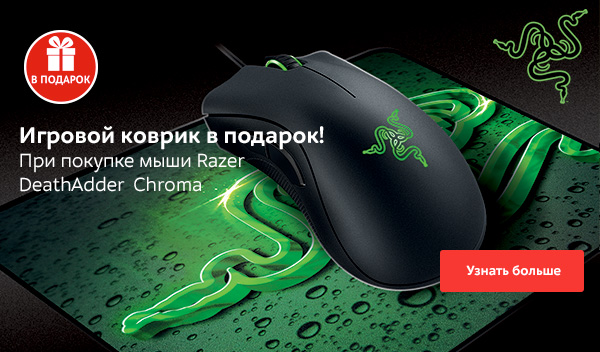 В ПОДАРОК
Игровой коврик в подарок!
При покупке мыши Razer
DeathAdder Chroma
Узнать больше